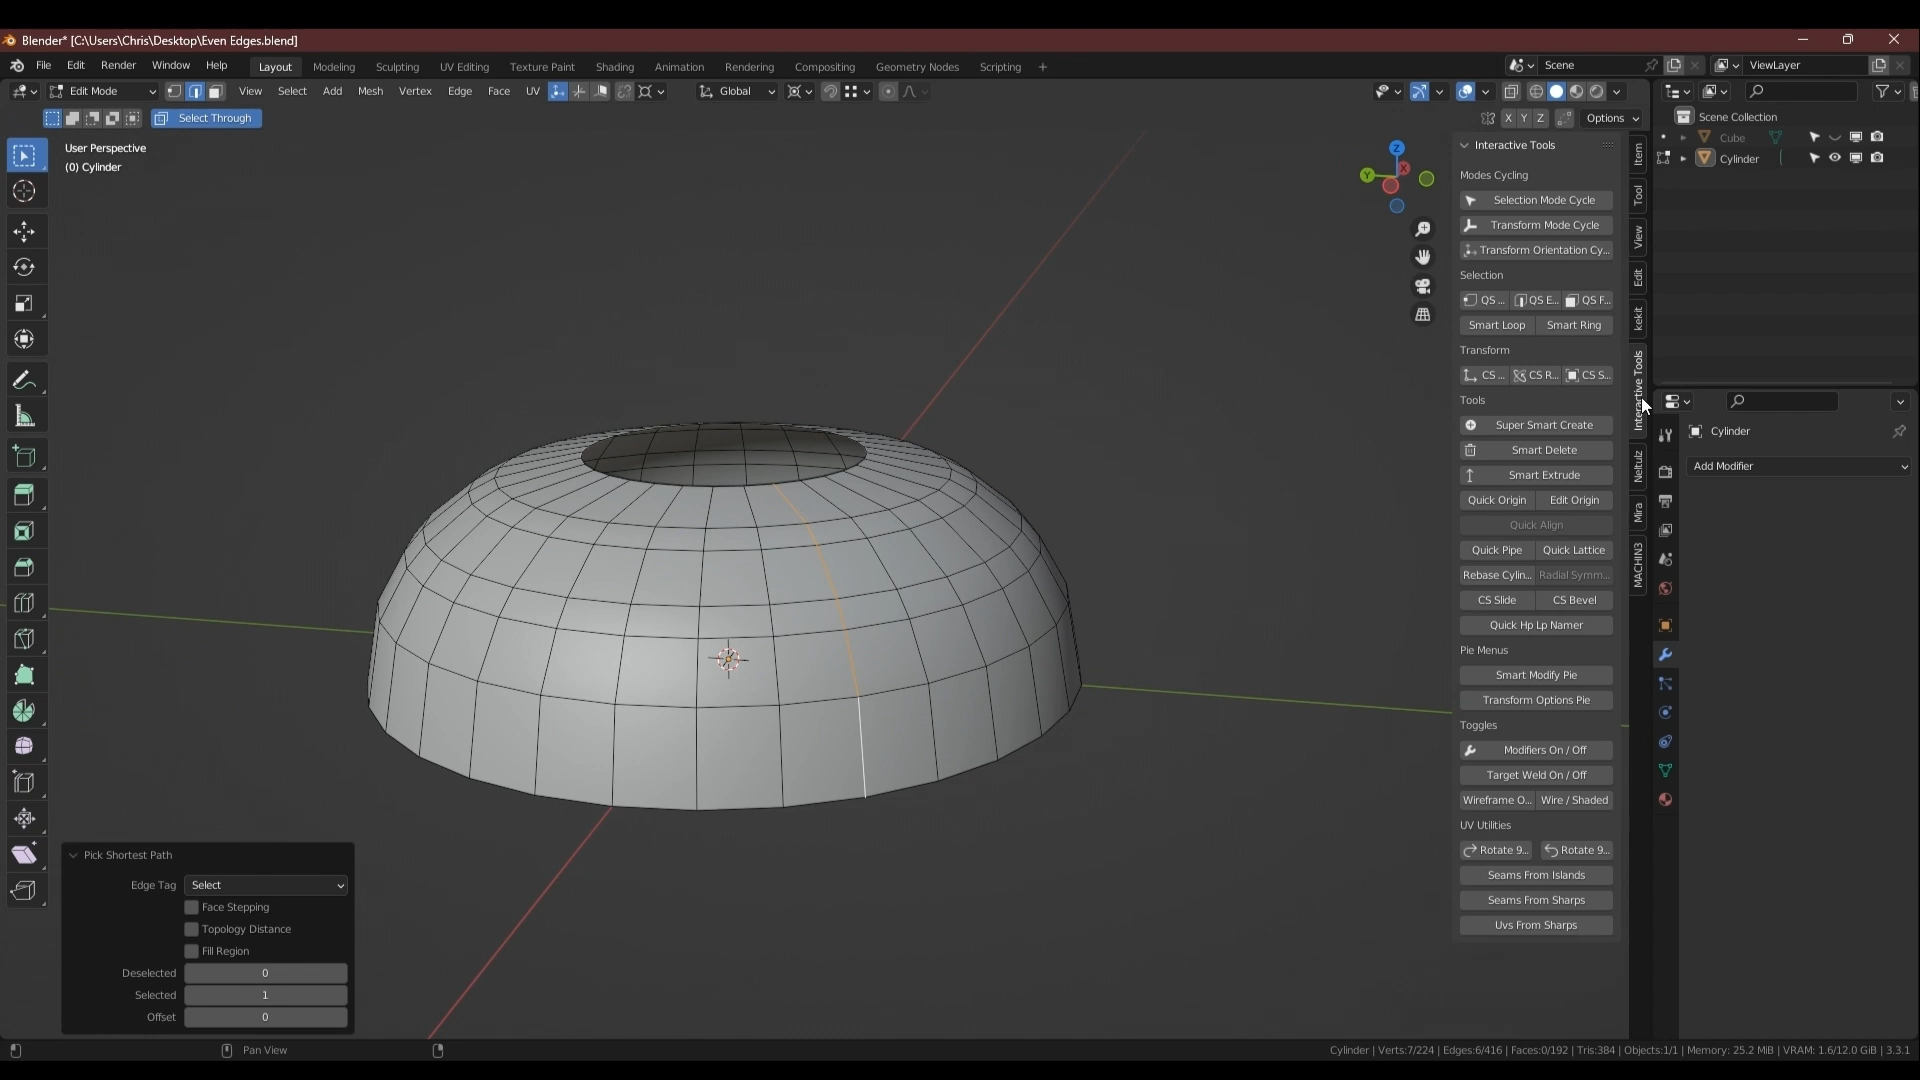 Blender* [C:\Users\Chris\Desktop\Even Edges.blend]
File Edit Render Window Help Layout Modeling Sculpting UV Editing Texture Paint Shading Animation Rendering Compositing Geometry Nodes Scripting + Scene ViewLayer
Edit Mode View Select Add Mesh Vertex Edge Face UV Global
Select Through X Y Z Options
User Perspective
(0) Cylinder
Z
Y
X
Interactive Tools
Modes Cycling
Selection Mode Cycle
Transform Mode Cycle
Transform Orientation Cy...
Selection
QS ... QS E... QS F...
Smart Loop Smart Ring
Transform
CS ... CS R... CS S...
Tools
Super Smart Create
Smart Delete
Smart Extrude
Quick Origin Edit Origin
Quick Align
Quick Pipe Quick Lattice
Rebase Cylin... Radial Symm...
CS Slide CS Bevel
Quick Hp Lp Namer
Pie Menus
Smart Modify Pie
Transform Options Pie
Toggles
Modifiers On / Off
Target Weld On / Off
Wireframe O... Wire / Shaded
UV Utilities
Rotate 9... Rotate 9...
Seams From Islands
Seams From Sharps
Uvs From Sharps
Item
Tool
View
Edit
kekit
Interactive Tools
Neltulz
Mira
MACHIN3
Scene Collection
Cube
Cylinder
Cylinder
Add Modifier
Pick Shortest Path
Edge Tag Select
Face Stepping
Topology Distance
Fill Region
Deselected 0
Selected 1
Offset 0
Pan View
Cylinder | Verts:7/224 | Edges:6/416 | Faces:0/192 | Tris:384 | Objects:1/1 | Memory: 25.2 MiB | VRAM: 1.6/12.0 GiB | 3.3.1